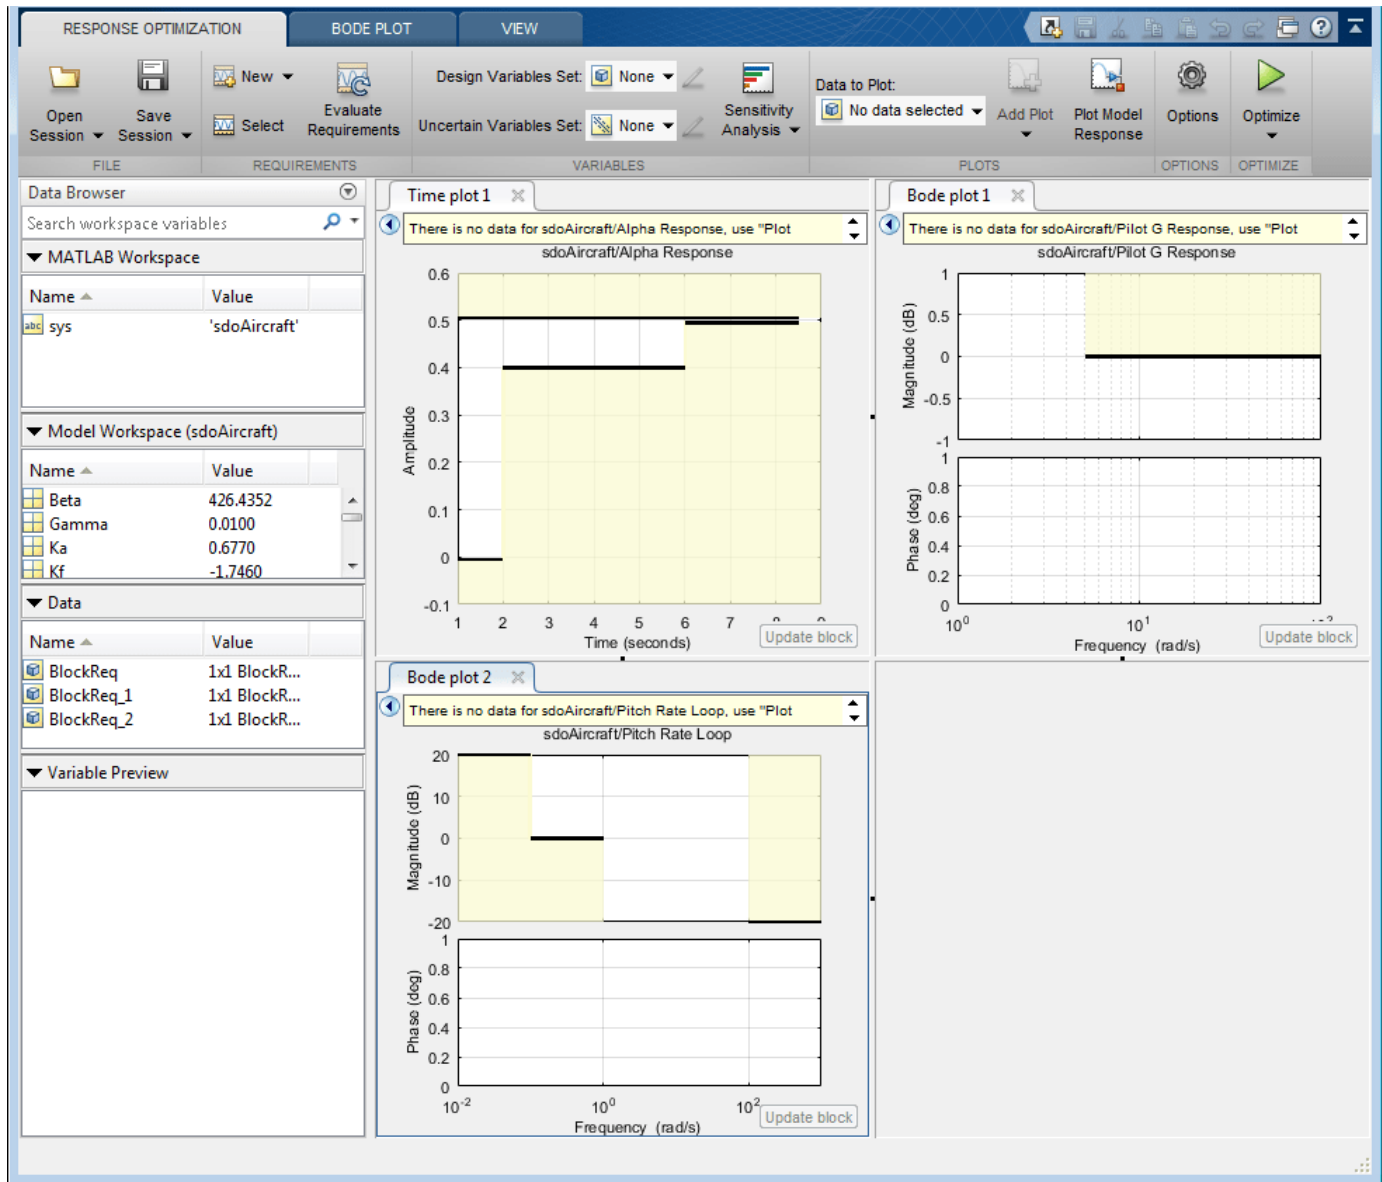 RESPONSE OPTIMIZATION
BODE PLOT
VIEW
Open Session
Save Session
New
Select
Evaluate Requirements
Design Variables Set: None
Uncertain Variables Set: None
Sensitivity Analysis
Data to Plot:
No data selected
Add Plot
Plot Model Response
Options
Optimize
FILE
REQUIREMENTS
VARIABLES
PLOTS
OPTIONS
OPTIMIZE
Data Browser
Search workspace variables
MATLAB Workspace
Name Value
abc sys 'sdoAircraft'
Model Workspace (sdoAircraft)
Name Value
Beta 426.4352
Gamma 0.0100
Ka 0.6770
Kf -1.7460
Data
Name Value
BlockReq 1x1 BlockR...
BlockReq_1 1x1 BlockR...
BlockReq_2 1x1 BlockR...
Variable Preview
Time plot 1
There is no data for sdoAircraft/Alpha Response, use "Plot
sdoAircraft/Alpha Response
Amplitude
0.6
0.5
0.4
0.3
0.2
0.1
0
-0.1
1 2 3 4 5 6 7
Time (seconds)
Update block
Bode plot 1
There is no data for sdoAircraft/Pilot G Response, use "Plot
sdoAircraft/Pilot G Response
Magnitude (dB)
1
0.5
0
-0.5
-1
Phase (deg)
1
0.8
0.6
0.4
0.2
0
10^0 10^1
Frequency (rad/s)
Update block
Bode plot 2
There is no data for sdoAircraft/Pitch Rate Loop, use "Plot
sdoAircraft/Pitch Rate Loop
Magnitude (dB)
20
10
0
-10
-20
Phase (deg)
1
0.8
0.6
0.4
0.2
0
10^-2 10^0 10^2
Frequency (rad/s)
Update block